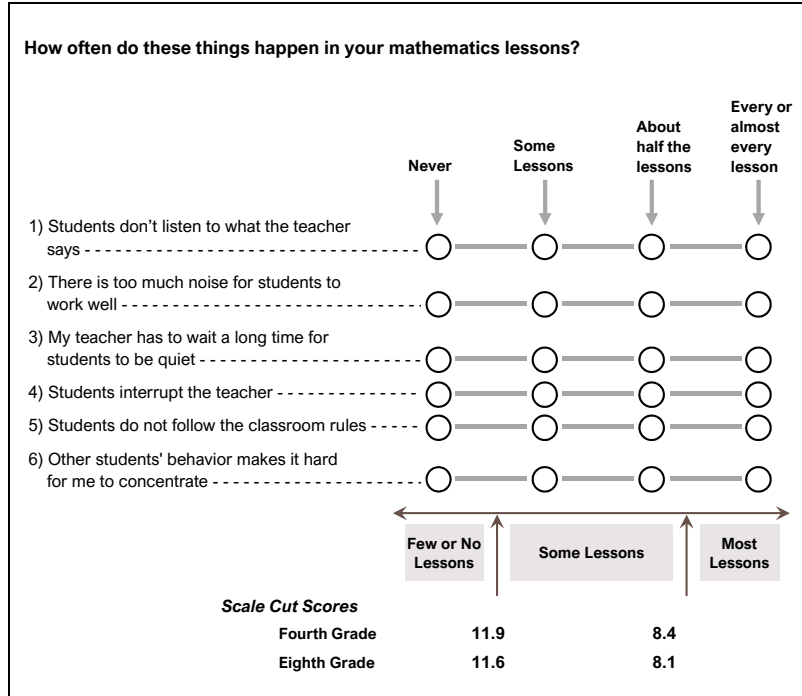 How often do these things happen in your mathematics lessons?
Never
Some
Lessons
About
half the
lessons
Every or
almost
every
lesson
1) Students don’t listen to what the teacher
says - - - - - - - - - - - - - - - - - - - - - - - - - - - - - - - - - -
2) There is too much noise for students to
work well - - - - - - - - - - - - - - - - - - - - - - - - - - - - - -
3) My teacher has to wait a long time for
students to be quiet - - - - - - - - - - - - - - - - - - - - - -
4) Students interrupt the teacher - - - - - - - - - - - - - - -
5) Students do not follow the classroom rules - - - - -
6) Other students' behavior makes it hard
for me to concentrate - - - - - - - - - - - - - - - - - - - - -
Few or No
Lessons
Some Lessons
Most
Lessons
Scale Cut Scores
Fourth Grade 11.9 8.4
Eighth Grade 11.6 8.1